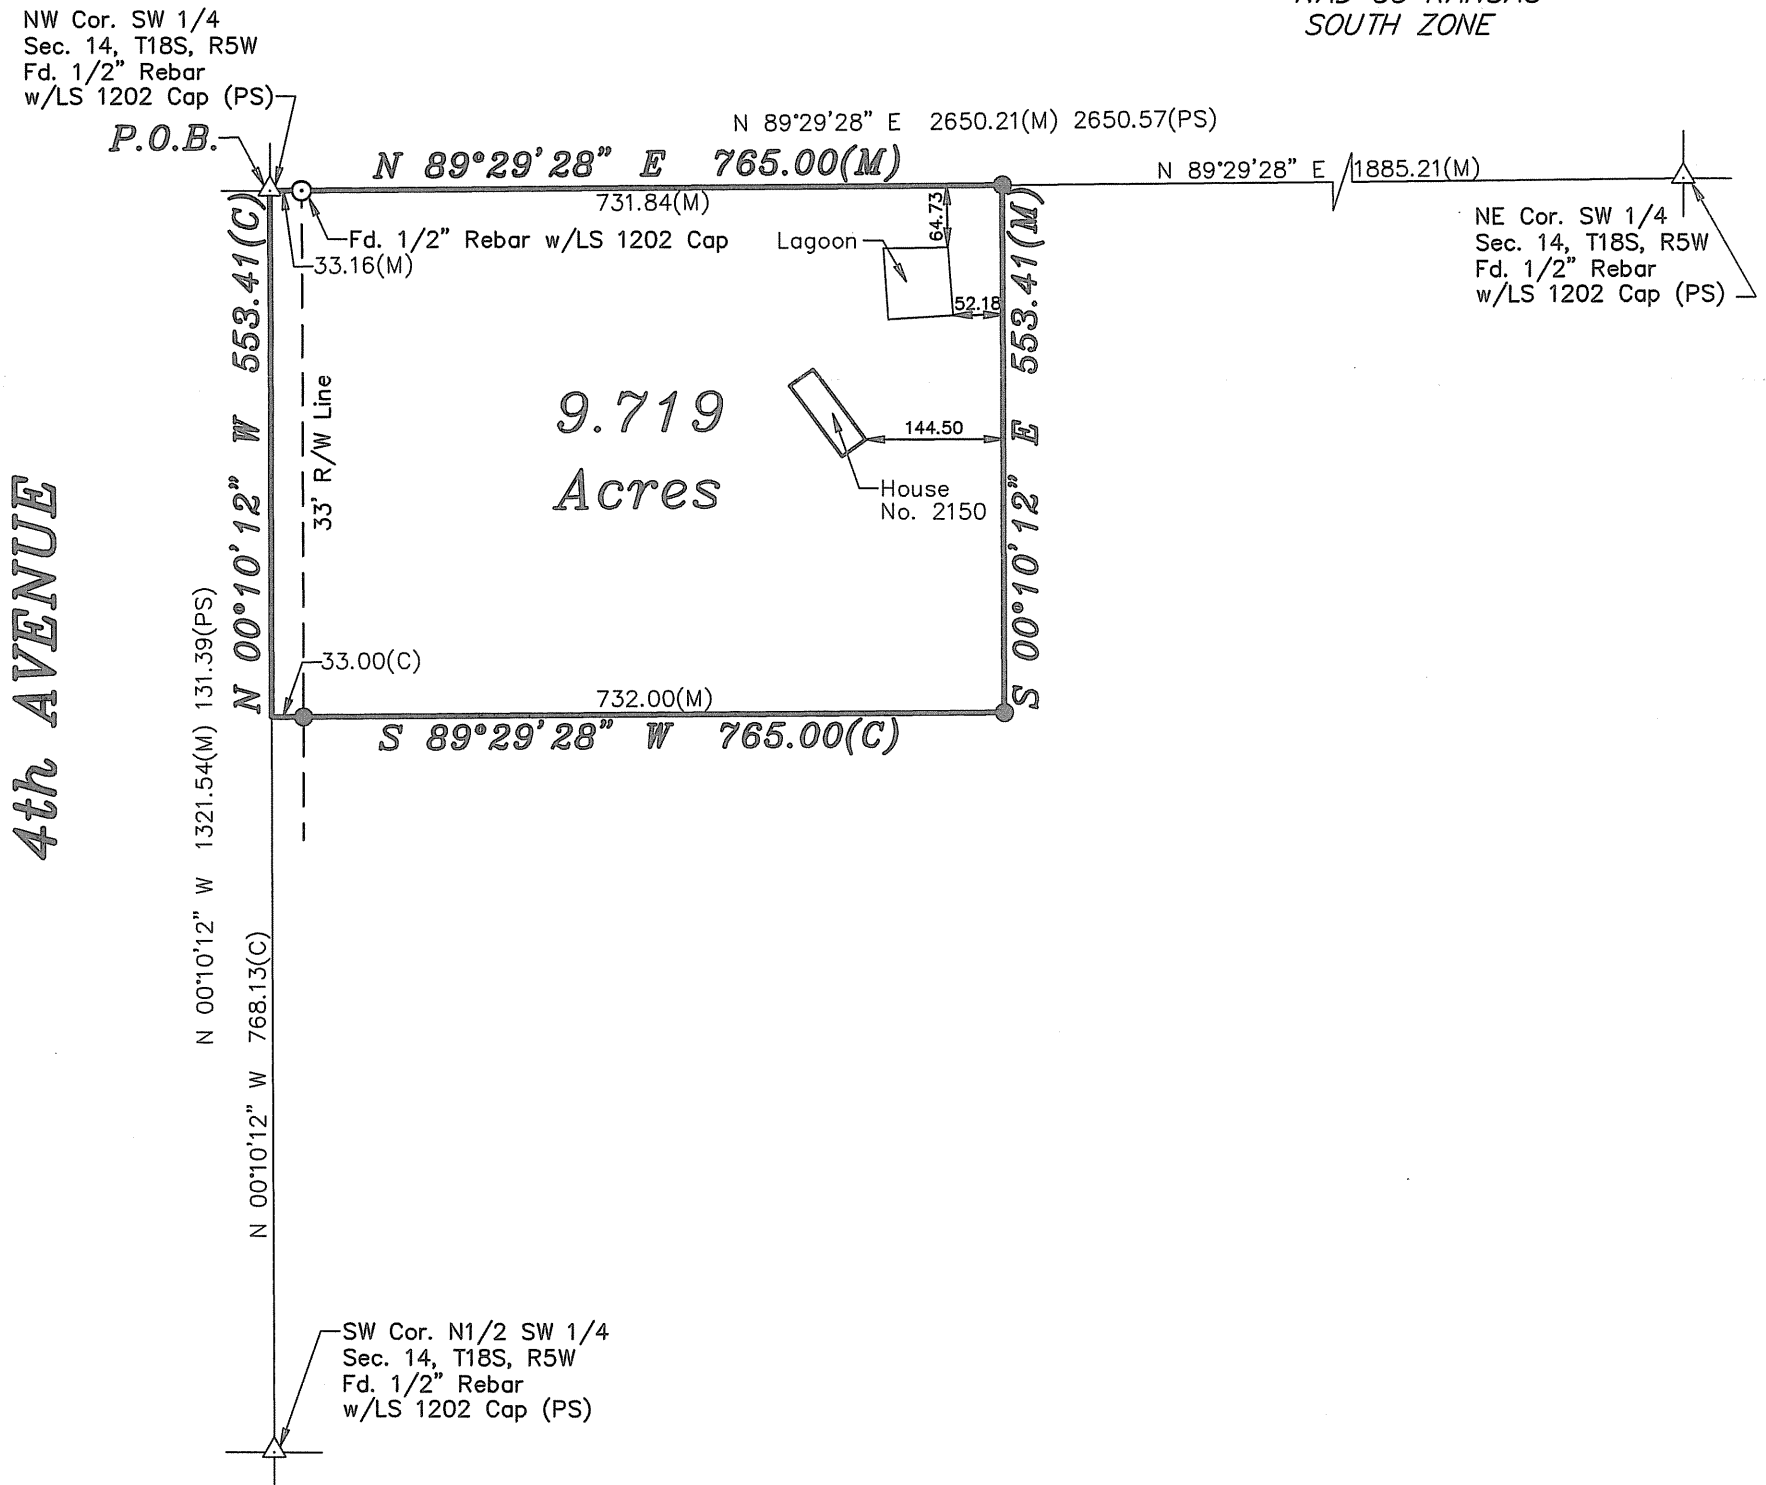 NAD 83 KANSAS
SOUTH ZONE
NW Cor. SW 1/4
Sec. 14, T18S, R5W
Fd. 1/2" Rebar
w/LS 1202 Cap (PS)
P.O.B.
N 89°29'28" E 2650.21(M) 2650.57(PS)
N 89°29'28" E 765.00(M)
N 89°29'28" E 1885.21(M)
731.84(M)
Fd. 1/2" Rebar w/LS 1202 Cap
33.16(M)
Lagoon
64.73
52.18
NE Cor. SW 1/4
Sec. 14, T18S, R5W
Fd. 1/2" Rebar
w/LS 1202 Cap (PS)
N 00°10'12" W 553.41(C)
33' R/W Line
9.719
Acres
144.50
House
No. 2150
S 00°10'12" E 553.41(M)
4th AVENUE
33.00(C)
732.00(M)
S 89°29'28" W 765.00(C)
N 00°10'12" W 1321.54(M) 131.39(PS)
N 00°10'12" W 768.13(C)
SW Cor. N1/2 SW 1/4
Sec. 14, T18S, R5W
Fd. 1/2" Rebar
w/LS 1202 Cap (PS)